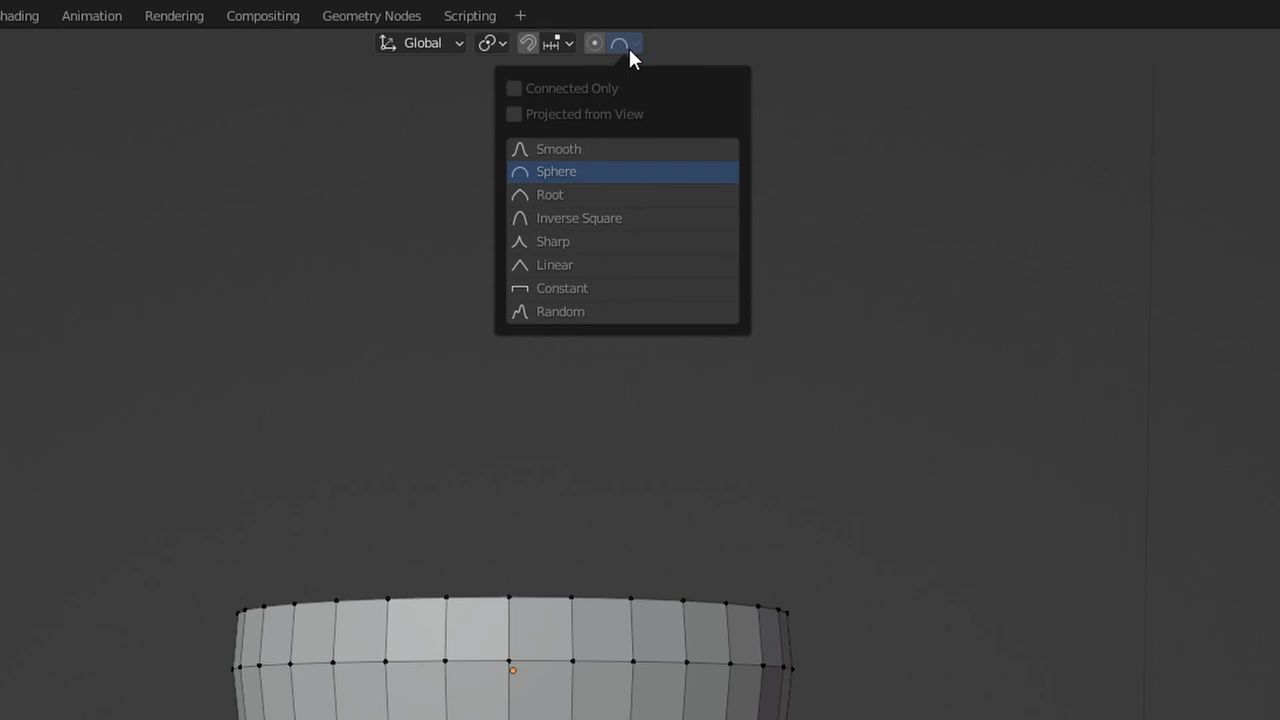 hading Animation Rendering Compositing Geometry Nodes Scripting +
Global
Connected Only
Projected from View
Smooth
Sphere
Root
Inverse Square
Sharp
Linear
Constant
Random